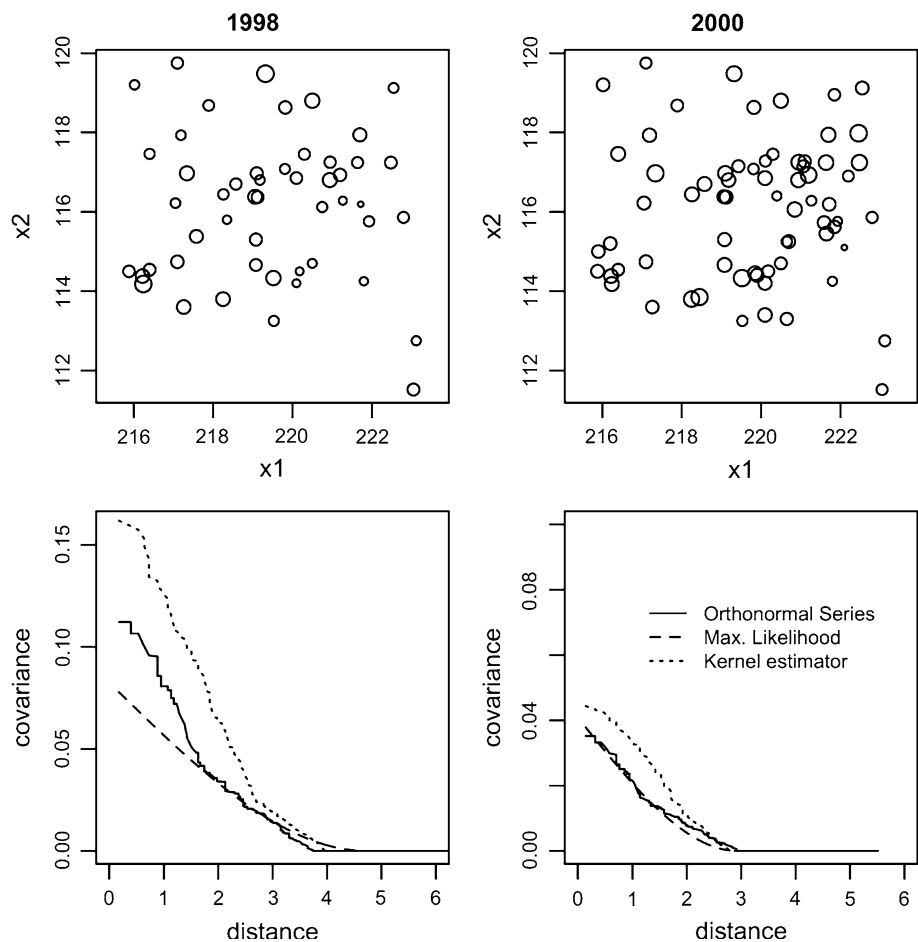 1998
120
118
116
114
112
x2
216 218 220 222
x1
2000
120
118
116
114
112
x2
216 218 220 222
x1
0.15
0.10
0.05
0.00
covariance
0 1 2 3 4 5 6
distance
0.08
0.04
0.00
covariance
Orthonormal Series
Max. Likelihood
Kernel estimator
0 1 2 3 4 5 6
distance